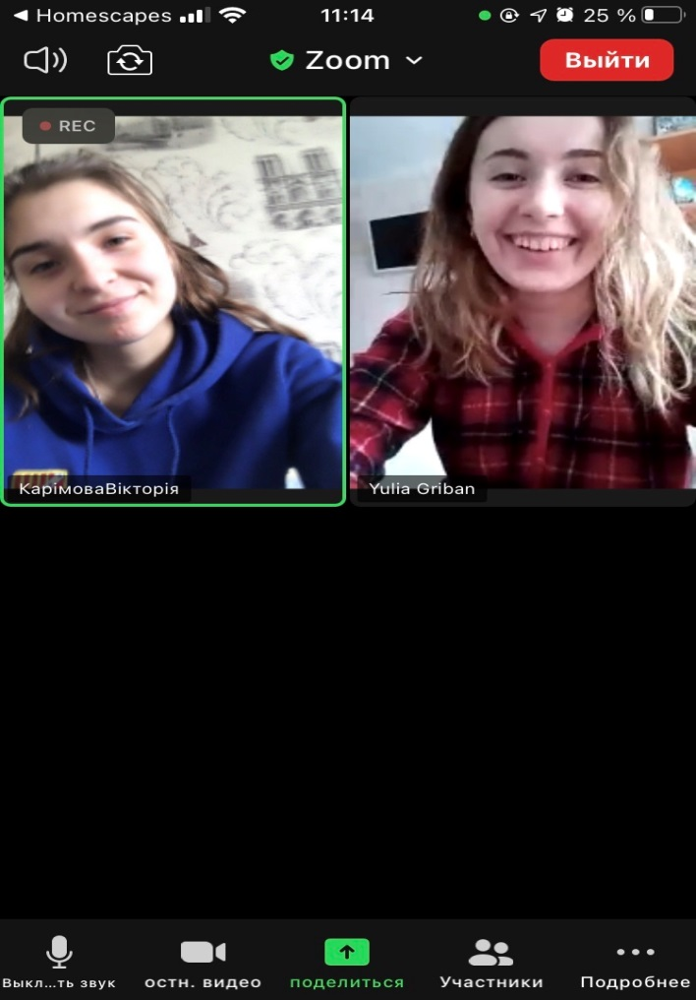 Homescapes
11:14
25 %
Zoom
Выйти
REC
КарімоваВікторія
Yulia Griban
Выкл...ть звук
остн. видео
поделиться
Участники
Подробнее